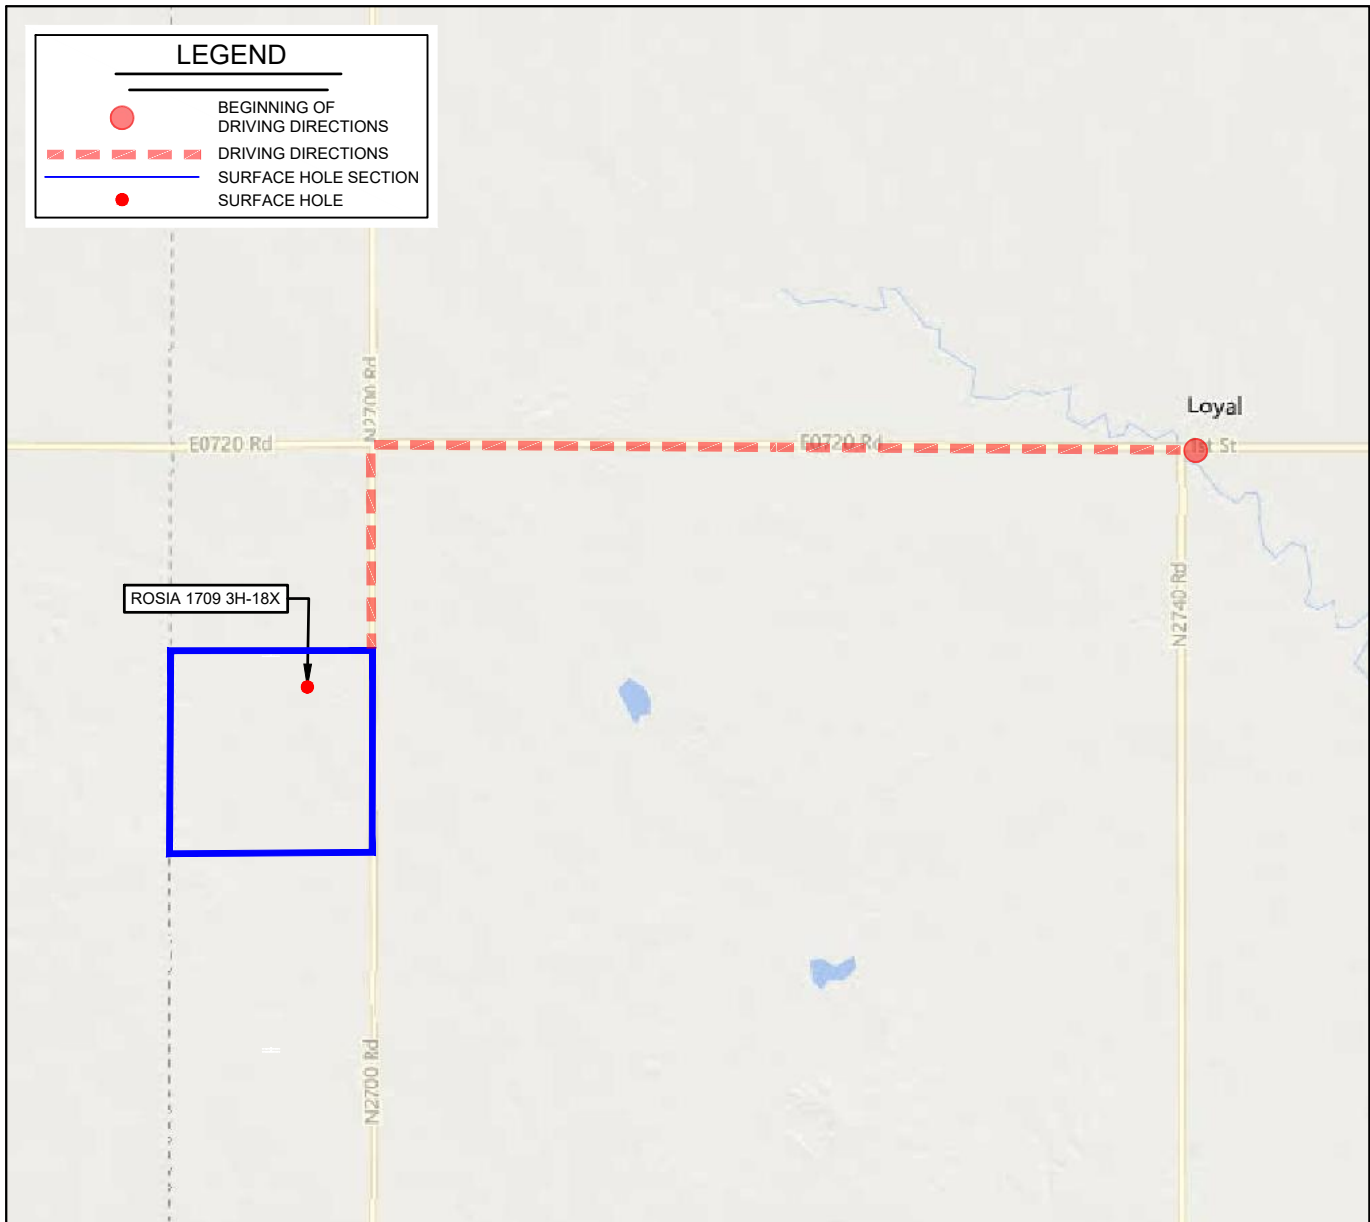 LEGEND
BEGINNING OF
DRIVING DIRECTIONS
DRIVING DIRECTIONS
SURFACE HOLE SECTION
SURFACE HOLE
N2700 Rd
Loyal
E0720 Rd
E0720 Rd
1st St
N2740 Rd
ROSIA 1709 3H-18X
N2700 Rd